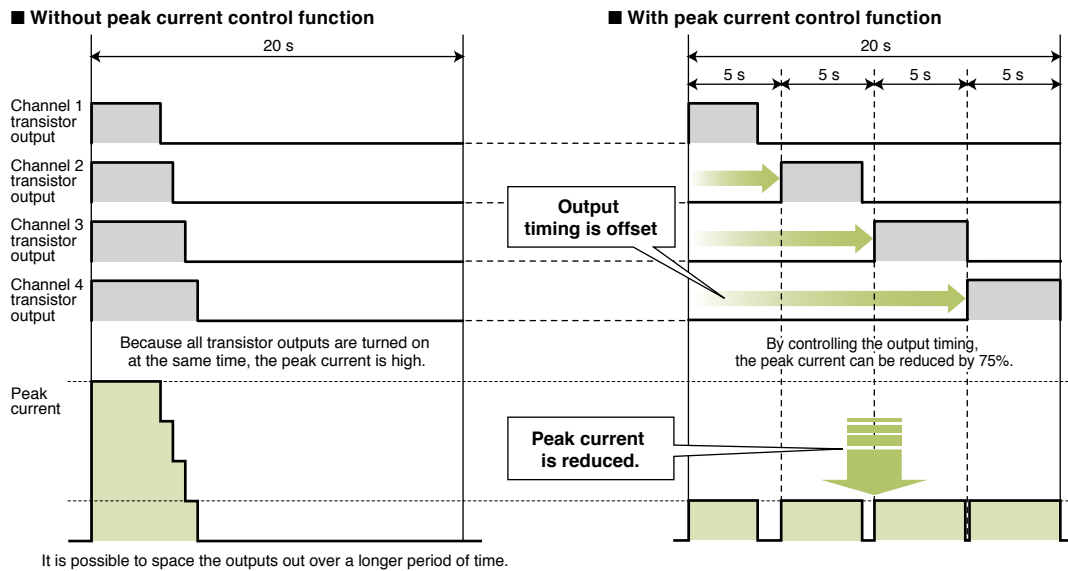 ■ Without peak current control function
20 s
Channel 1
transistor
output
Channel 2
transistor
output
Channel 3
transistor
output
Channel 4
transistor
output
Because all transistor outputs are turned on
at the same time, the peak current is high.
Peak
current
It is possible to space the outputs out over a longer period of time.
■ With peak current control function
20 s
5 s 5 s 5 s 5 s
Output
timing is offset
By controlling the output timing,
the peak current can be reduced by 75%.
Peak current
is reduced.